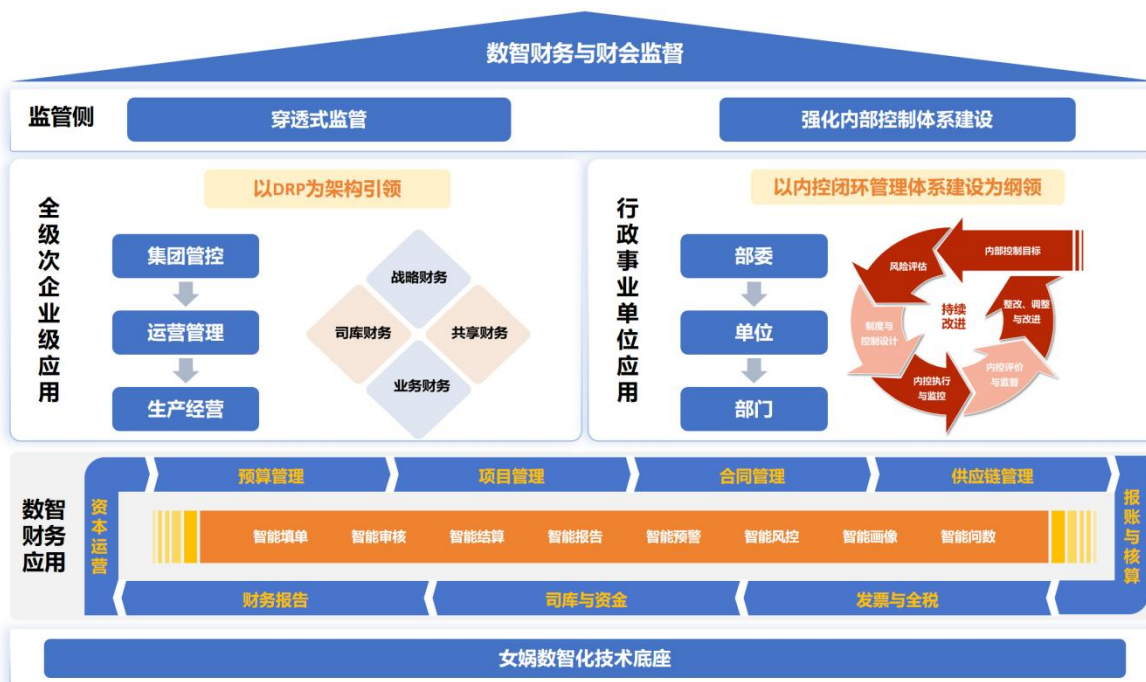 数智财务与财会监督
监管侧
穿透式监管
强化内部控制体系建设
全级次企业级应用
以DRP为架构引领
集团管控
运营管理
生产经营
战略财务
司库财务
共享财务
业务财务
行政事业单位应用
以内控闭环管理体系建设为纲领
部委
单位
部门
内部控制目标
风险评估
制度与
控制设计
内控执行
与监控
内控评价
与监督
整改、调整
与改进
持续
改进
数智
财务
应用
资本运营
预算管理
项目管理
合同管理
供应链管理
报账与核算
智能填单
智能审核
智能结算
智能报告
智能预警
智能风控
智能画像
智能问数
财务报告
司库与资金
发票与全税
女娲数智化技术底座